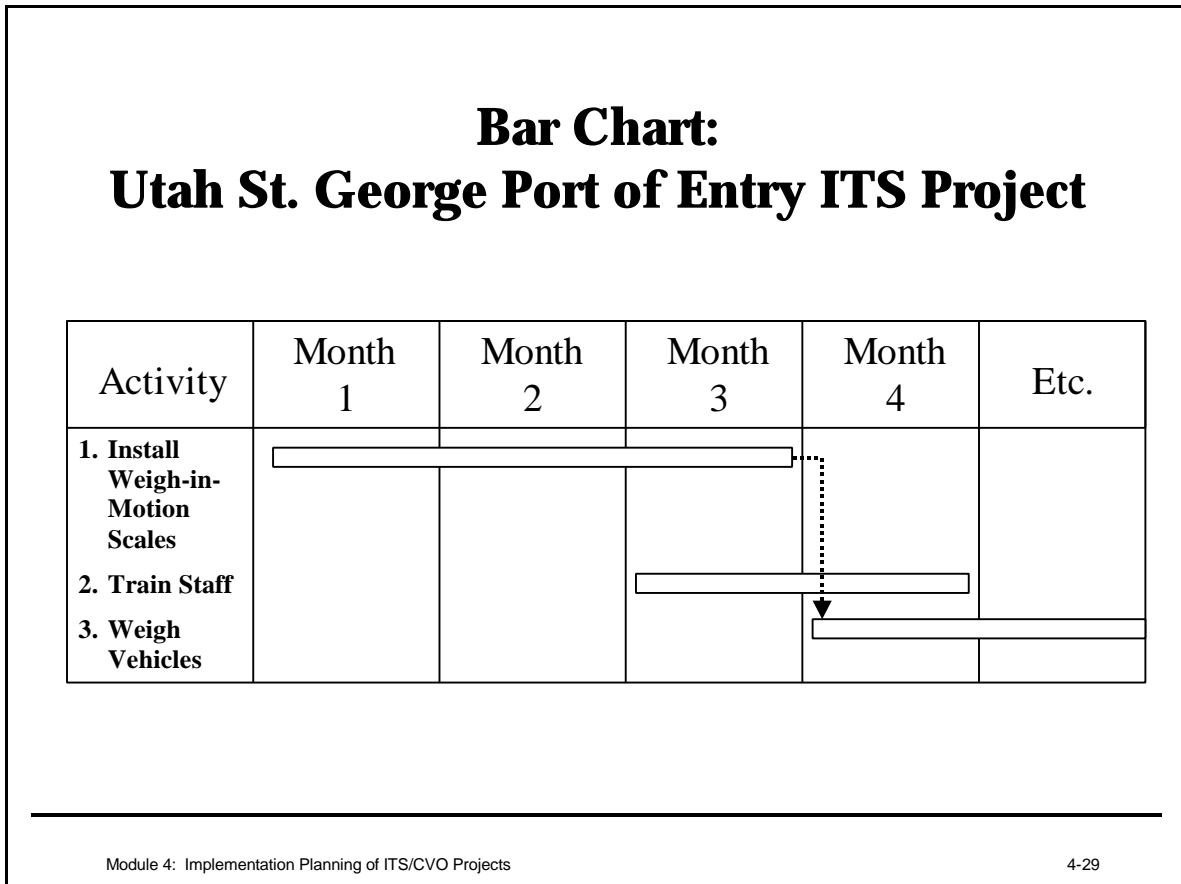 Bar Chart:
Utah St. George Port of Entry ITS Project
Activity
Month
1
Month
2
Month
3
Month
4
Etc.
1. Install
Weigh-in-
Motion
Scales
2. Train Staff
3. Weigh
Vehicles
Module 4: Implementation Planning of ITS/CVO Projects
4-29